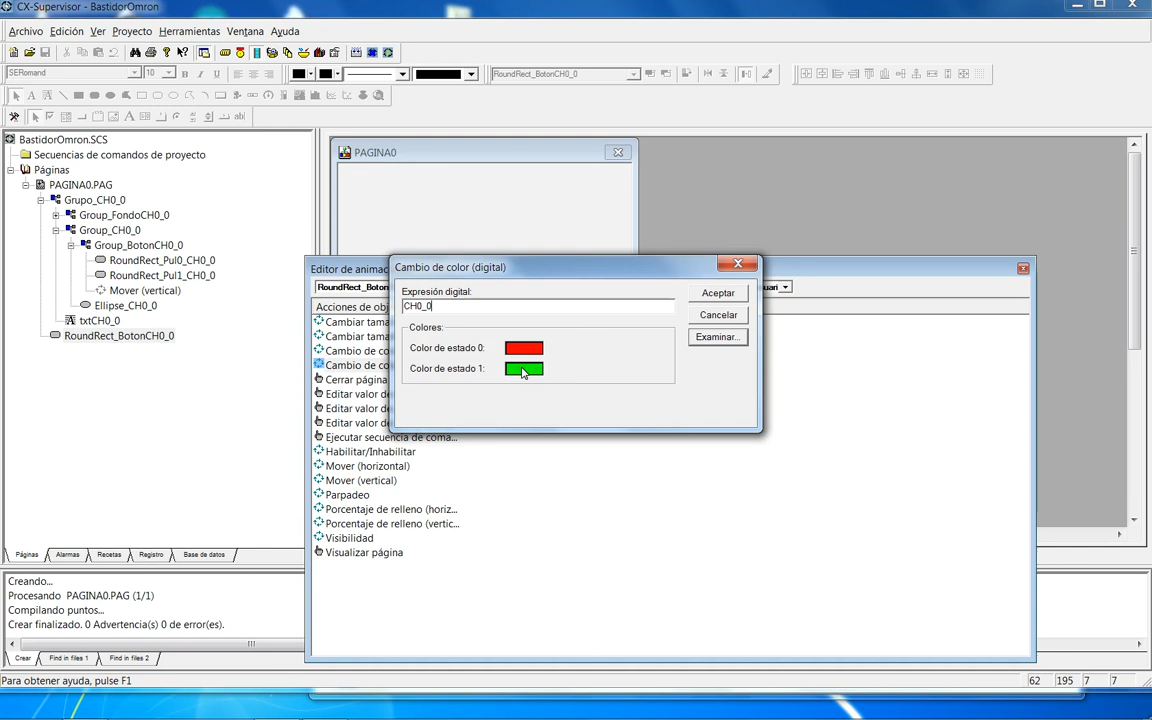 CX-Supervisor - BastidorOmron
Archivo Edición Ver Proyecto Herramientas Ventana Ayuda
SERomand 10 B I U RoundRect_BotonCH0_0
BastidorOmron.SCS
Secuencias de comandos de proyecto
Páginas
PAGINA0.PAG
Grupo_CH0_0
Group_FondoCH0_0
Group_CH0_0
Group_BotonCH0_0
RoundRect_Pul0_CH0_0
RoundRect_Pul1_CH0_0
Mover (vertical)
Ellipse_CH0_0
txtCH0_0
RoundRect_BotonCH0_0
Páginas Alarmas Recetas Registro Base de datos
PAGINA0
Editor de animac
RoundRect_Boton
uari
Acciones de obj
Cambiar tama
Cambiar tama
Cambio de co
Cambio de co
Cerrar página
Editar valor de
Editar valor de
Editar valor de
Ejecutar secuencia de coma...
Habilitar/Inhabilitar
Mover (horizontal)
Mover (vertical)
Parpadeo
Porcentaje de relleno (horiz...
Porcentaje de relleno (vertic...
Visibilidad
Visualizar página
Cambio de color (digital)
Expresión digital:
CH0_0
Colores:
Color de estado 0:
Color de estado 1:
Aceptar
Cancelar
Examinar...
Creando...
Procesando PAGINA0.PAG (1/1)
Compilando puntos...
Crear finalizado. 0 Advertencia(s) 0 de error(es).
Crear Find in files 1 Find in files 2
Para obtener ayuda, pulse F1
62 195 7 7